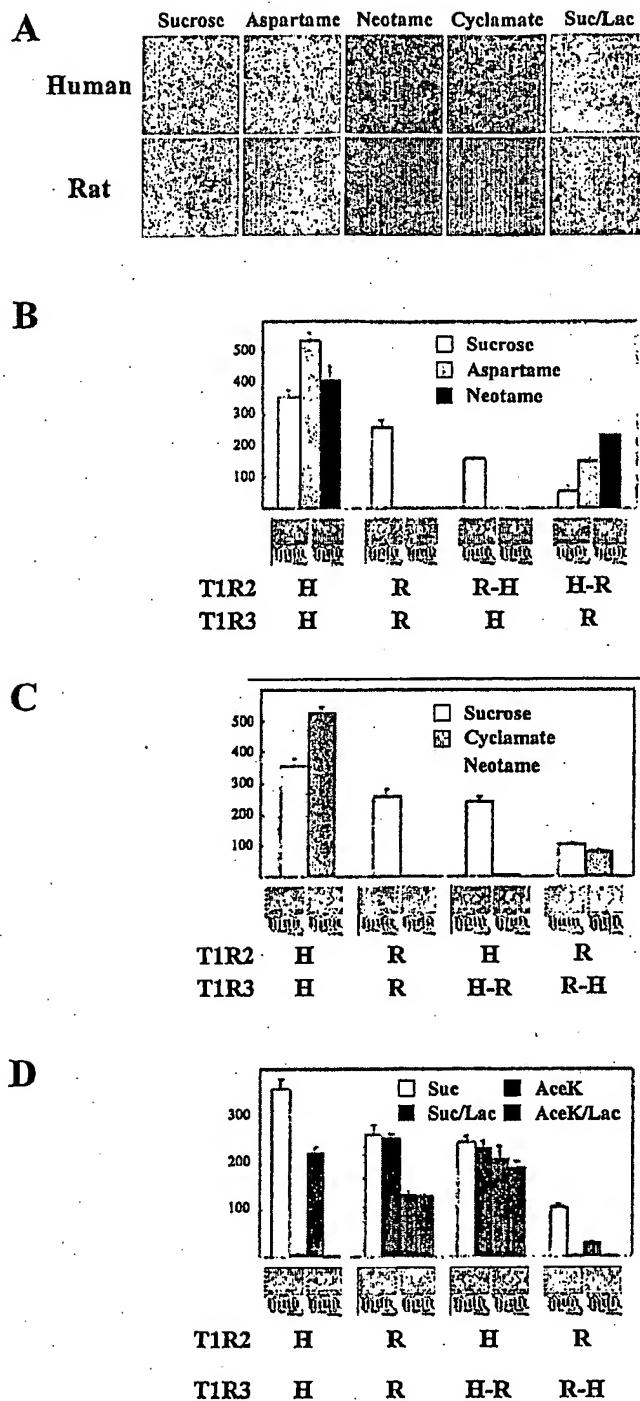 A
Sucrose Aspartame Neotame Cyclamate Suc/Lac
Human
Rat
B
500
400
300
200
100
Sucrose
Aspartame
Neotame
T1R2 H R R-H H-R
T1R3 H R H R
C
500
400
300
200
100
Sucrose
Cyclamate
Neotame
T1R2 H R H R
T1R3 H R H-R R-H
D
300
200
100
Suc AceK
Suc/Lac AceK/Lac
T1R2 H R H R
T1R3 H R H-R R-H